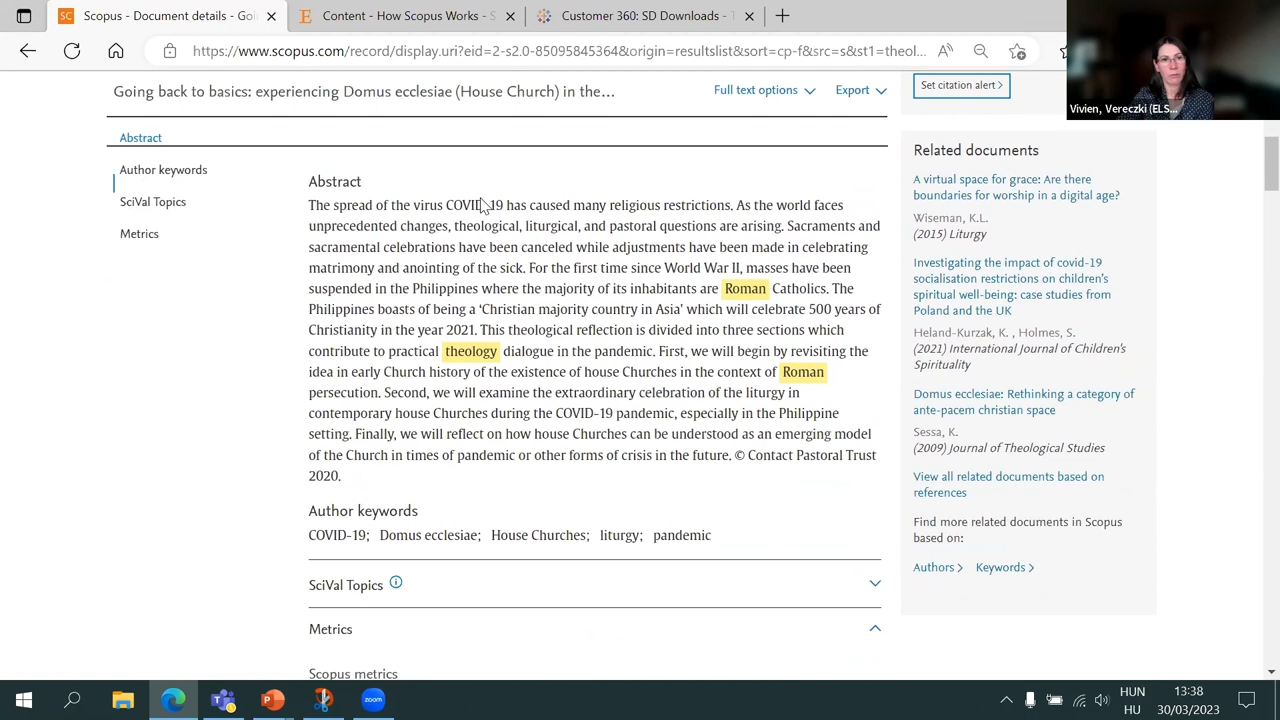 Scopus - Document details - Goi
Content - How Scopus Works - S
Customer 360: SD Downloads - T
https://www.scopus.com/record/display.uri?eid=2-s2.0-85095845364&origin=resultslist&sort=cp-f&src=s&st1=theol...
Going back to basics: experiencing Domus ecclesiae (House Church) in the...
Full text options
Export
Set citation alert
Vivien, Vereczki (ELS...
Abstract
Author keywords
SciVal Topics
Metrics
Abstract
The spread of the virus COVID-19 has caused many religious restrictions. As the world faces
unprecedented changes, theological, liturgical, and pastoral questions are arising. Sacraments and
sacramental celebrations have been canceled while adjustments have been made in celebrating
matrimony and anointing of the sick. For the first time since World War II, masses have been
suspended in the Philippines where the majority of its inhabitants are Roman Catholics. The
Philippines boasts of being a ‘Christian majority country in Asia’ which will celebrate 500 years of
Christianity in the year 2021. This theological reflection is divided into three sections which
contribute to practical theology dialogue in the pandemic. First, we will begin by revisiting the
idea in early Church history of the existence of house Churches in the context of Roman
persecution. Second, we will examine the extraordinary celebration of the liturgy in
contemporary house Churches during the COVID-19 pandemic, especially in the Philippine
setting. Finally, we will reflect on how house Churches can be understood as an emerging model
of the Church in times of pandemic or other forms of crisis in the future. © Contact Pastoral Trust
2020.
Author keywords
COVID-19; Domus ecclesiae; House Churches; liturgy; pandemic
SciVal Topics
Metrics
Scopus metrics
Related documents
A virtual space for grace: Are there
boundaries for worship in a digital age?
Wiseman, K.L.
(2015) Liturgy
Investigating the impact of covid-19
socialisation restrictions on children’s
spiritual well-being: case studies from
Poland and the UK
Heland-Kurzak, K. , Holmes, S.
(2021) International Journal of Children's
Spirituality
Domus ecclesiae: Rethinking a category of
ante-pacem christian space
Sessa, K.
(2009) Journal of Theological Studies
View all related documents based on
references
Find more related documents in Scopus
based on:
Authors
Keywords
HUN
HU
13:38
30/03/2023